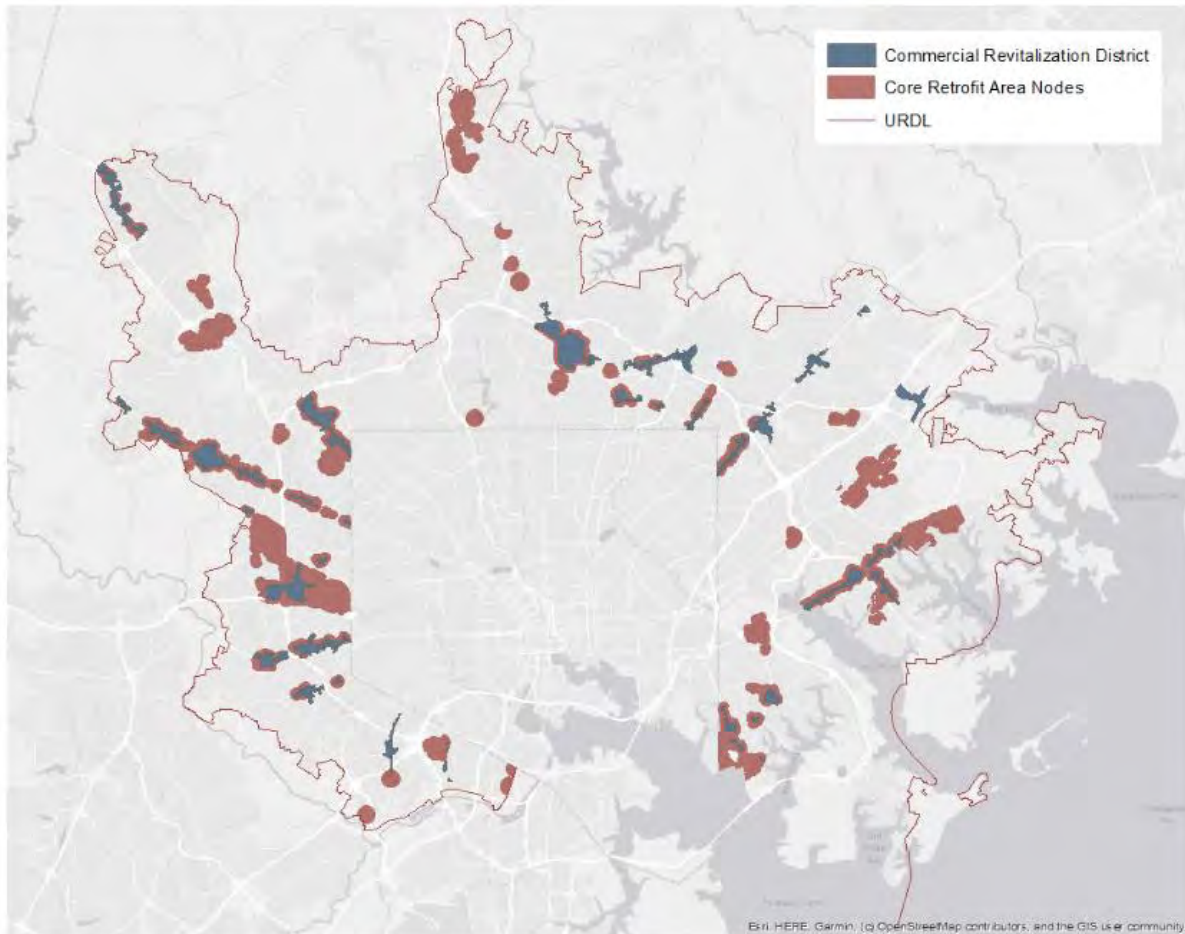 Commercial Revitalization District
Core Retrofit Area Nodes
URDL
Esri, HERE, Garmin, (c) OpenStreetMap contributors, and the GIS user community